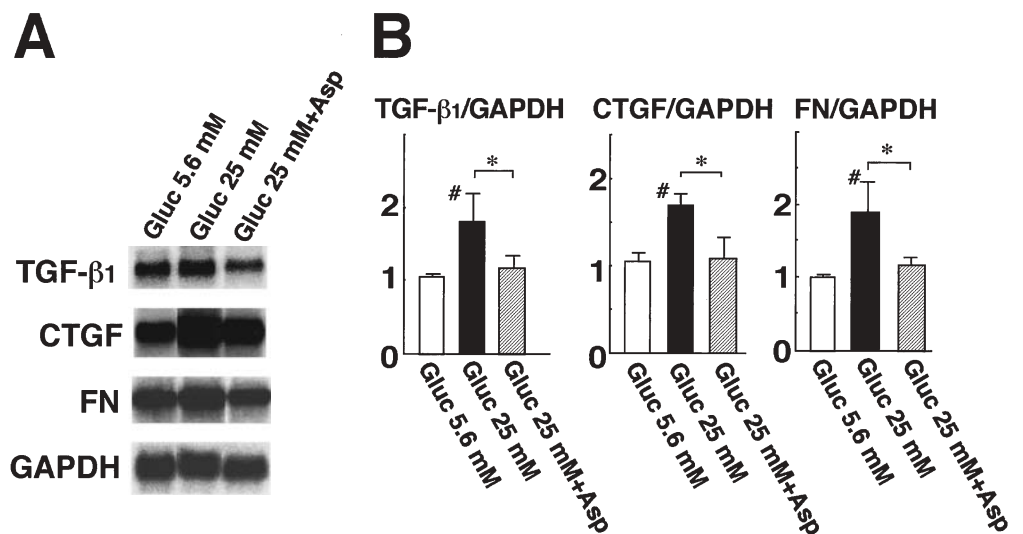 A
Gluc 5.6 mM
Gluc 25 mM
Gluc 25 mM+Asp
TGF-β1
CTGF
FN
GAPDH
B
TGF-β1/GAPDH
2
1
0
#
*
Gluc 5.6 mM
Gluc 25 mM
Gluc 25 mM+Asp
CTGF/GAPDH
2
1
0
#
*
Gluc 5.6 mM
Gluc 25 mM
Gluc 25 mM+Asp
FN/GAPDH
2
1
0
#
*
Gluc 5.6 mM
Gluc 25 mM
Gluc 25 mM+Asp